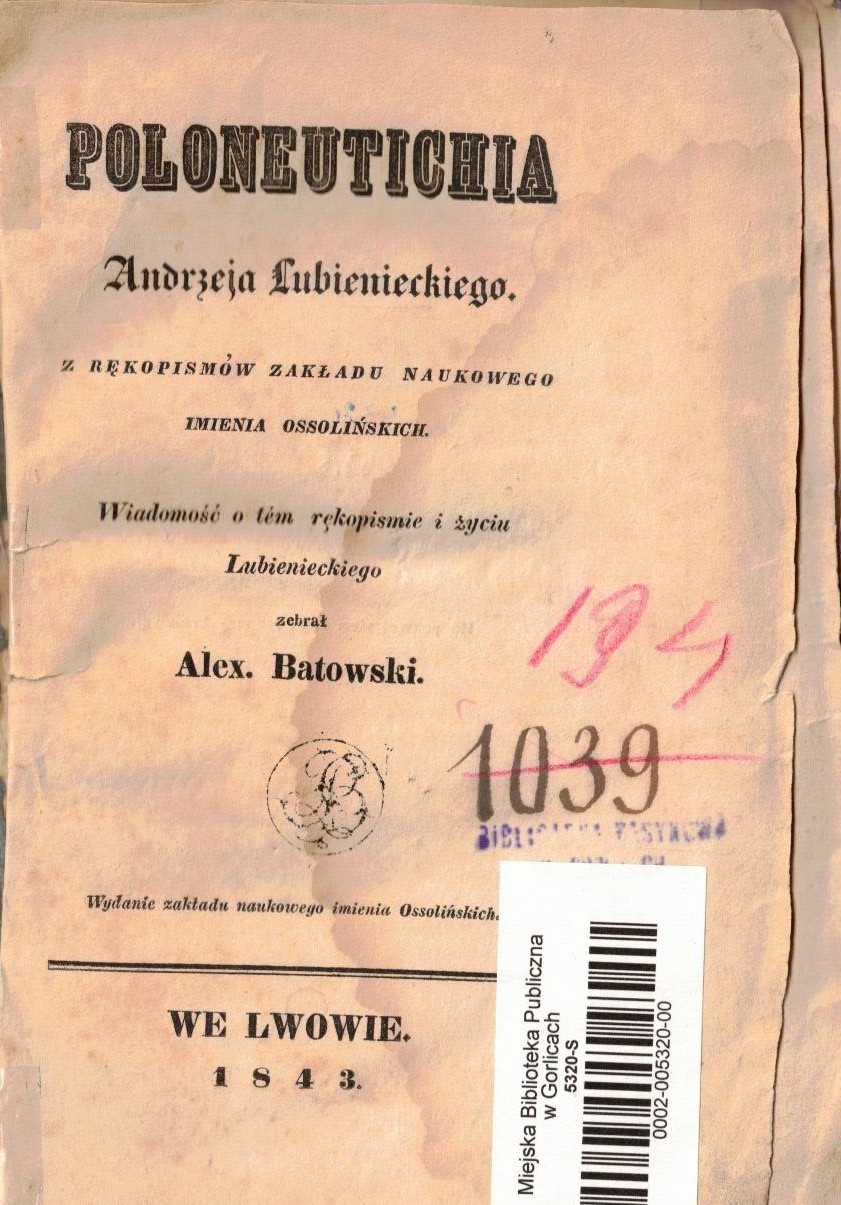 POLONEUTICHIA
Andrzeja Lubienieckiego.
Z RĘKOPISMÓW ZAKŁADU NAUKOWEGO
IMIENIA OSSOLIŃSKICH.
Wiadomość o tém rękopismie i życiu
Lubienieckiego
zebrał
Alex. Batowski.
194
1039
Wydanie zakładu naukowego imienia Ossolińskich.
WE LWOWIE.
1843.
Miejska Biblioteka Publiczna
w Gorlicach
5320-S
0002-005320-00